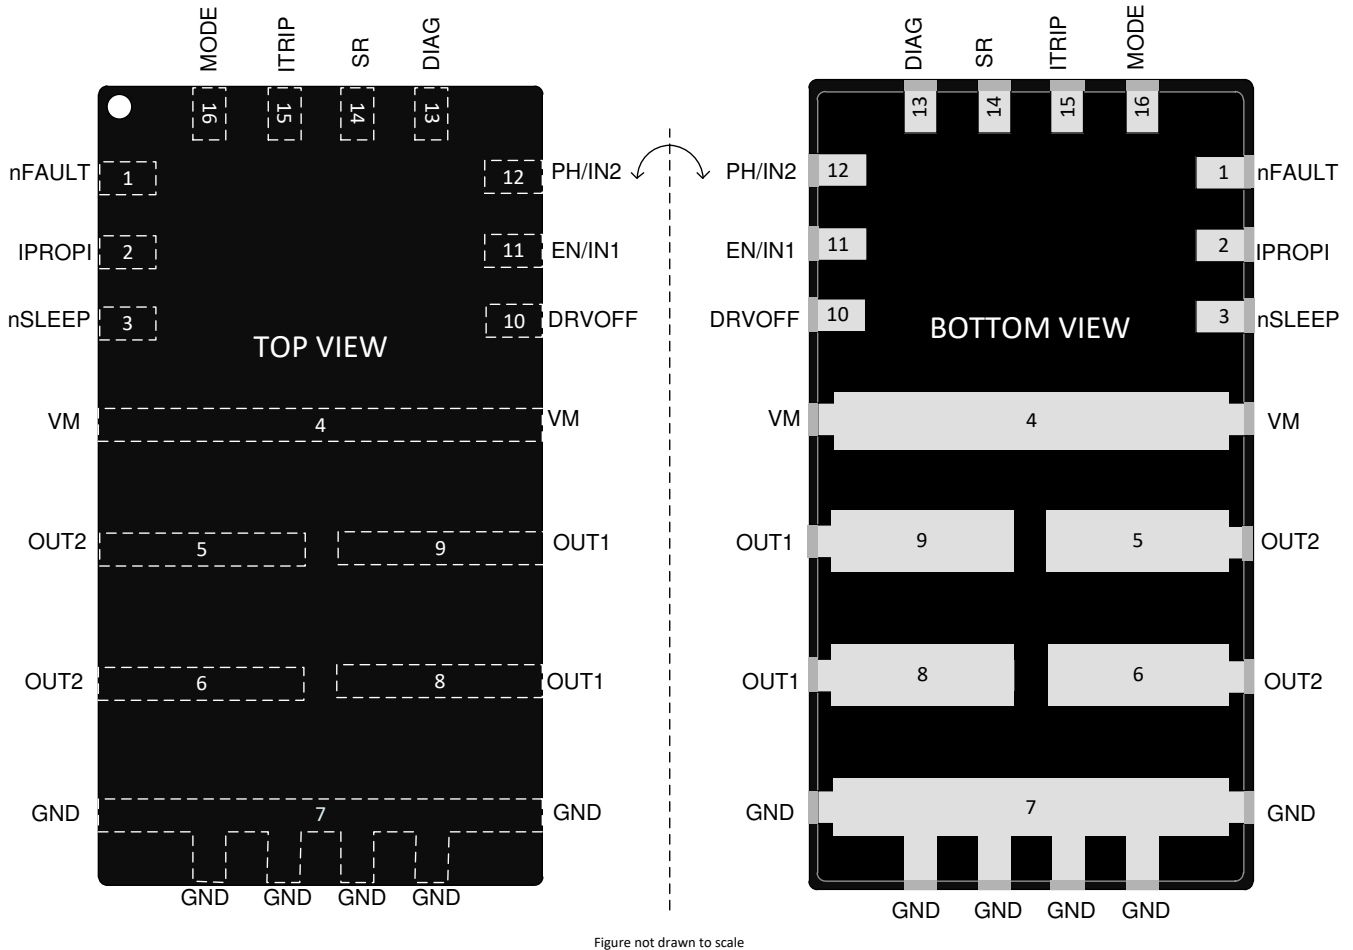 MODE ITRIP SR DIAG
16 15 14 13
nFAULT 1 12 PH/IN2
IPROPI 2 11 EN/IN1
nSLEEP 3 10 DRVOFF
TOP VIEW
VM 4 VM
OUT2 5 9 OUT1
OUT2 6 8 OUT1
GND 7 GND
GND GND GND GND
DIAG SR ITRIP MODE
13 14 15 16
PH/IN2 12 1 nFAULT
EN/IN1 11 2 IPROPI
DRVOFF 10 3 nSLEEP
BOTTOM VIEW
VM 4 VM
OUT1 9 5 OUT2
OUT1 8 6 OUT2
GND 7 GND
GND GND GND GND
Figure not drawn to scale